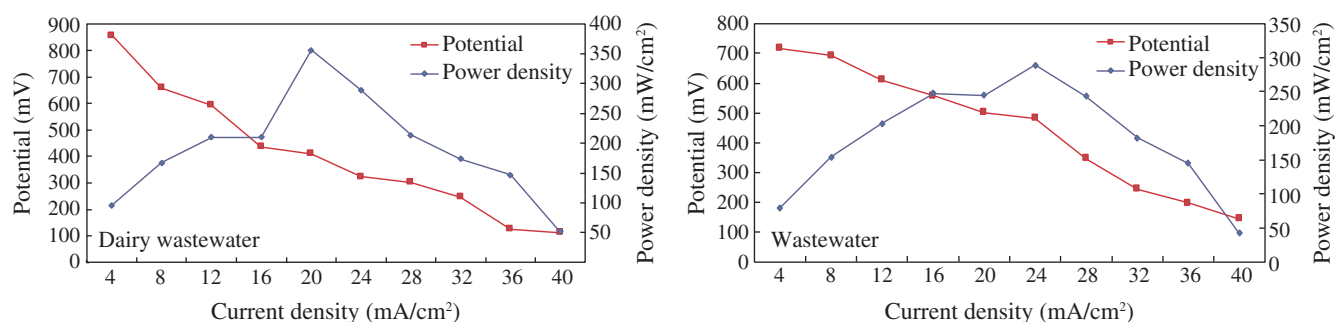 900
800
700
600
500
400
300
200
100
0
Potential (mV)
Potential
Power density
Dairy wastewater
400
350
300
250
200
150
100
50
0
Power density (mW/cm²)
4 8 12 16 20 24 28 32 36 40
Current density (mA/cm²)
800
700
600
500
400
300
200
100
0
Potential (mV)
Potential
Power density
Wastewater
350
300
250
200
150
100
50
0
Power density (mW/cm²)
4 8 12 16 20 24 28 32 36 40
Current density (mA/cm²)